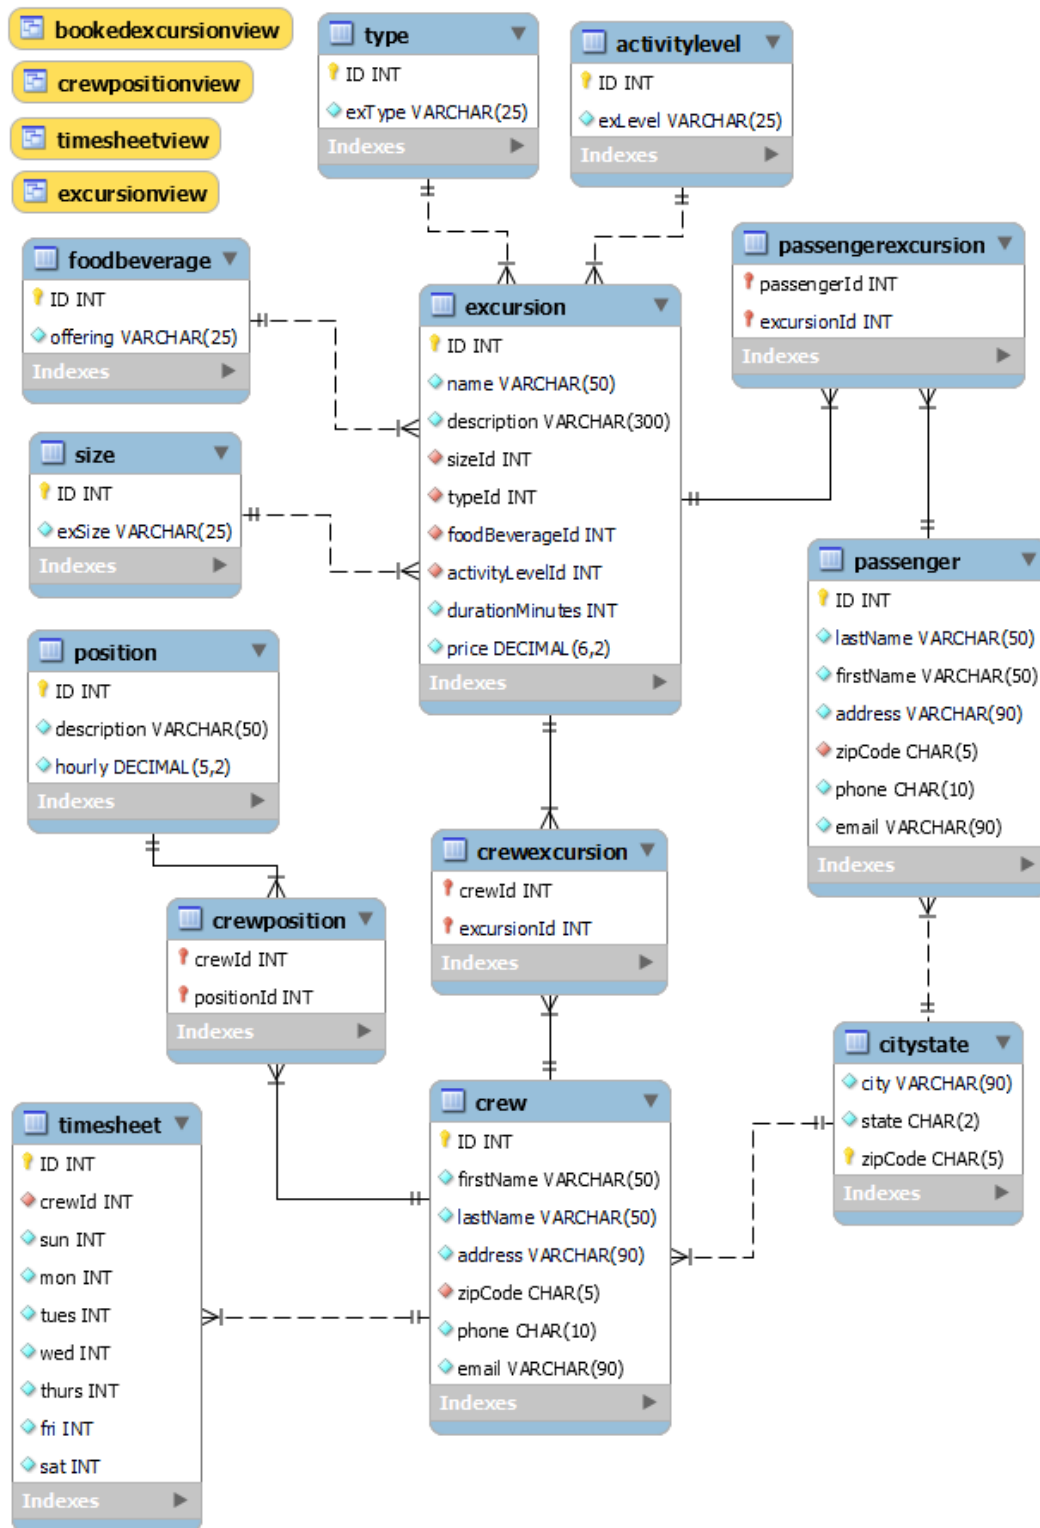 bookedexcursionview
crewpositionview
timesheetview
excursionview
type
ID INT
exType VARCHAR(25)
Indexes
activitylevel
ID INT
exLevel VARCHAR(25)
Indexes
foodbeverage
ID INT
offering VARCHAR(25)
Indexes
excursion
ID INT
name VARCHAR(50)
description VARCHAR(300)
sizeId INT
typeId INT
foodBeverageId INT
activityLevelId INT
durationMinutes INT
price DECIMAL(6,2)
Indexes
passengerexcursion
passengerId INT
excursionId INT
Indexes
size
ID INT
exSize VARCHAR(25)
Indexes
passenger
ID INT
lastName VARCHAR(50)
firstName VARCHAR(50)
address VARCHAR(90)
zipCode CHAR(5)
phone CHAR(10)
email VARCHAR(90)
Indexes
position
ID INT
description VARCHAR(50)
hourly DECIMAL(5,2)
Indexes
crewexcursion
crewId INT
excursionId INT
Indexes
crewposition
crewId INT
positionId INT
Indexes
citystate
city VARCHAR(90)
state CHAR(2)
zipCode CHAR(5)
Indexes
crew
ID INT
firstName VARCHAR(50)
lastName VARCHAR(50)
address VARCHAR(90)
zipCode CHAR(5)
phone CHAR(10)
email VARCHAR(90)
Indexes
timesheet
ID INT
crewId INT
sun INT
mon INT
tues INT
wed INT
thurs INT
fri INT
sat INT
Indexes